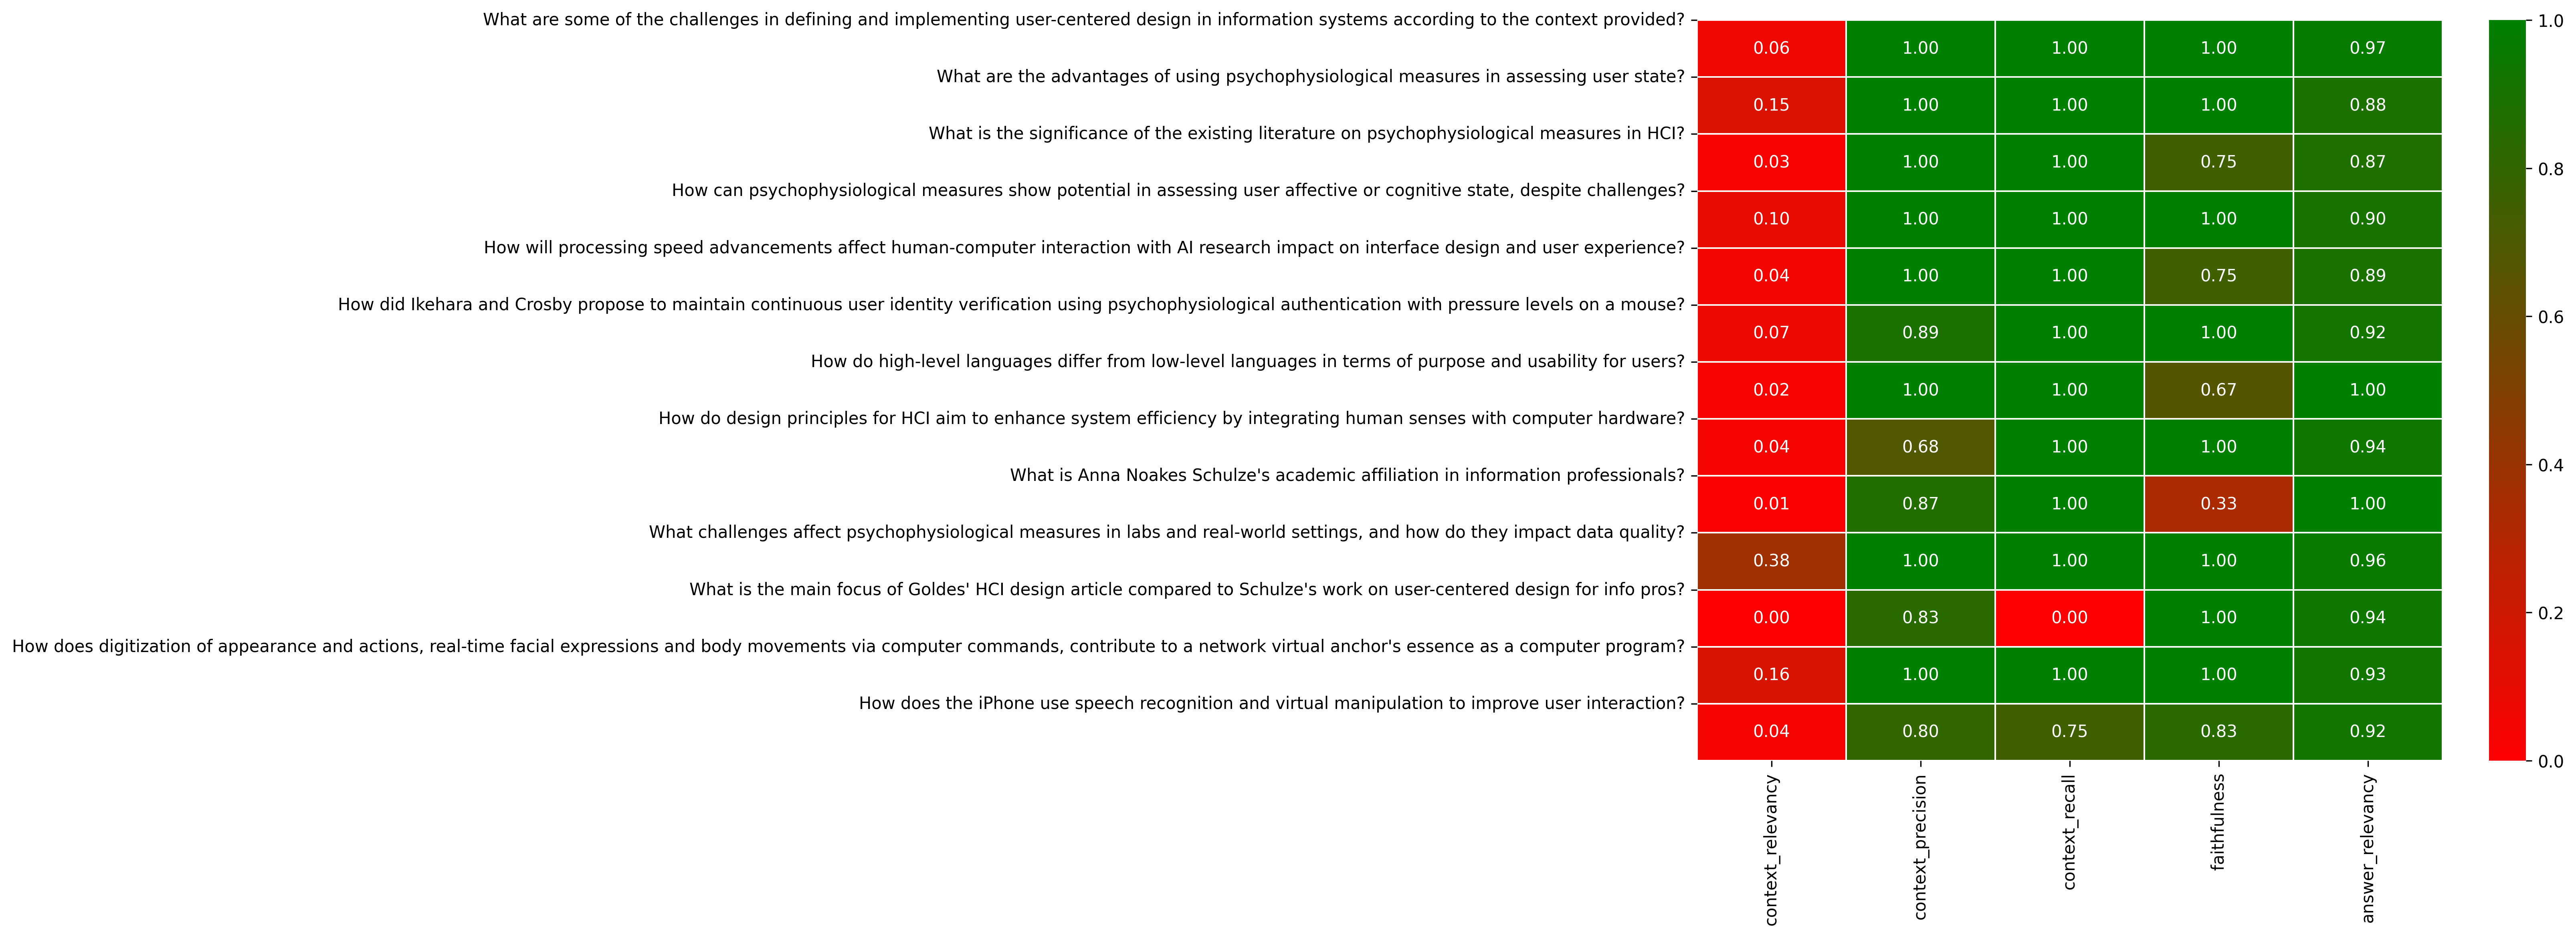 What are some of the challenges in defining and implementing user-centered design in information systems according to the context provided?
0.06 1.00 1.00 1.00 0.97
What are the advantages of using psychophysiological measures in assessing user state?
0.15 1.00 1.00 1.00 0.88
What is the significance of the existing literature on psychophysiological measures in HCI?
0.03 1.00 1.00 0.75 0.87
How can psychophysiological measures show potential in assessing user affective or cognitive state, despite challenges?
0.10 1.00 1.00 1.00 0.90
How will processing speed advancements affect human-computer interaction with AI research impact on interface design and user experience?
0.04 1.00 1.00 0.75 0.89
How did Ikehara and Crosby propose to maintain continuous user identity verification using psychophysiological authentication with pressure levels on a mouse?
0.07 0.89 1.00 1.00 0.92
How do high-level languages differ from low-level languages in terms of purpose and usability for users?
0.02 1.00 1.00 0.67 1.00
How do design principles for HCI aim to enhance system efficiency by integrating human senses with computer hardware?
0.04 0.68 1.00 1.00 0.94
What is Anna Noakes Schulze's academic affiliation in information professionals?
0.01 0.87 1.00 0.33 1.00
What challenges affect psychophysiological measures in labs and real-world settings, and how do they impact data quality?
0.38 1.00 1.00 1.00 0.96
What is the main focus of Goldes' HCI design article compared to Schulze's work on user-centered design for info pros?
0.00 0.83 0.00 1.00 0.94
How does digitization of appearance and actions, real-time facial expressions and body movements via computer commands, contribute to a network virtual anchor's essence as a computer program?
0.16 1.00 1.00 1.00 0.93
How does the iPhone use speech recognition and virtual manipulation to improve user interaction?
0.04 0.80 0.75 0.83 0.92
context_relevancy
context_precision
context_recall
faithfulness
answer_relevancy
1.0
0.8
0.6
0.4
0.2
0.0